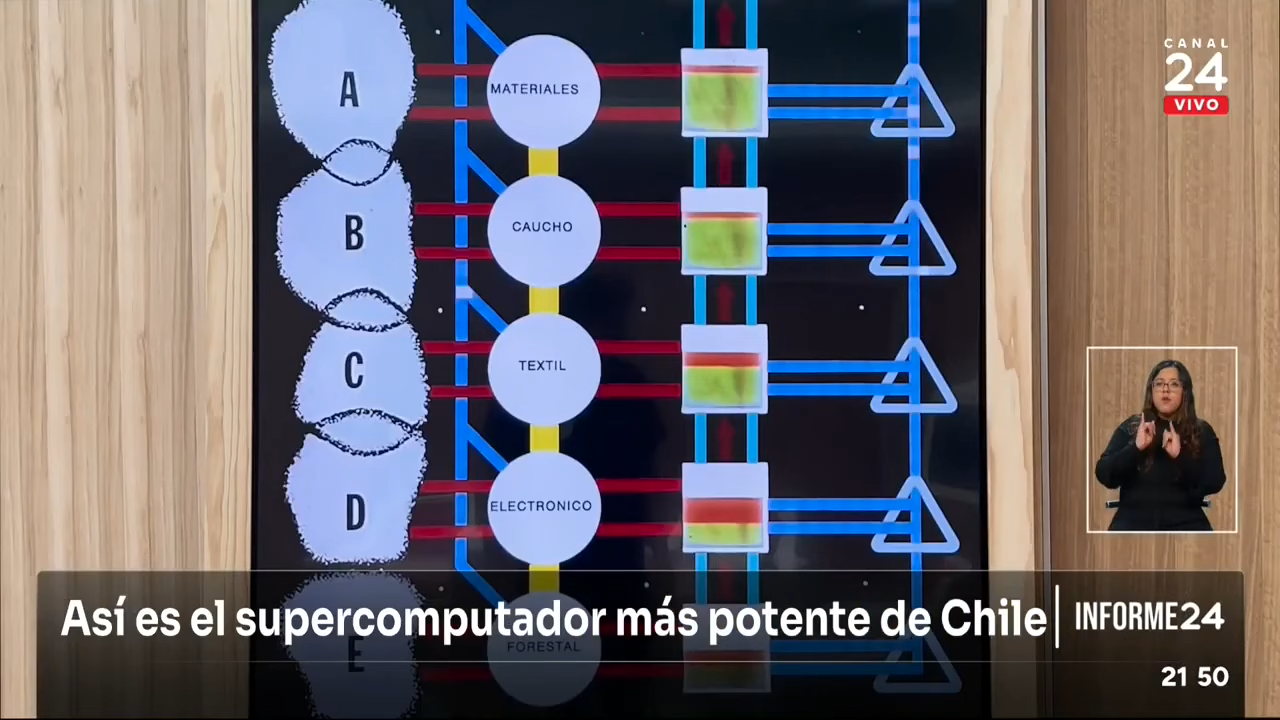 CANAL
24
VIVO
A
MATERIALES
B
CAUCHO
C
TEXTIL
D
ELECTRONICO
E
FORESTAL
Así es el supercomputador más potente de Chile
INFORME24
21 50